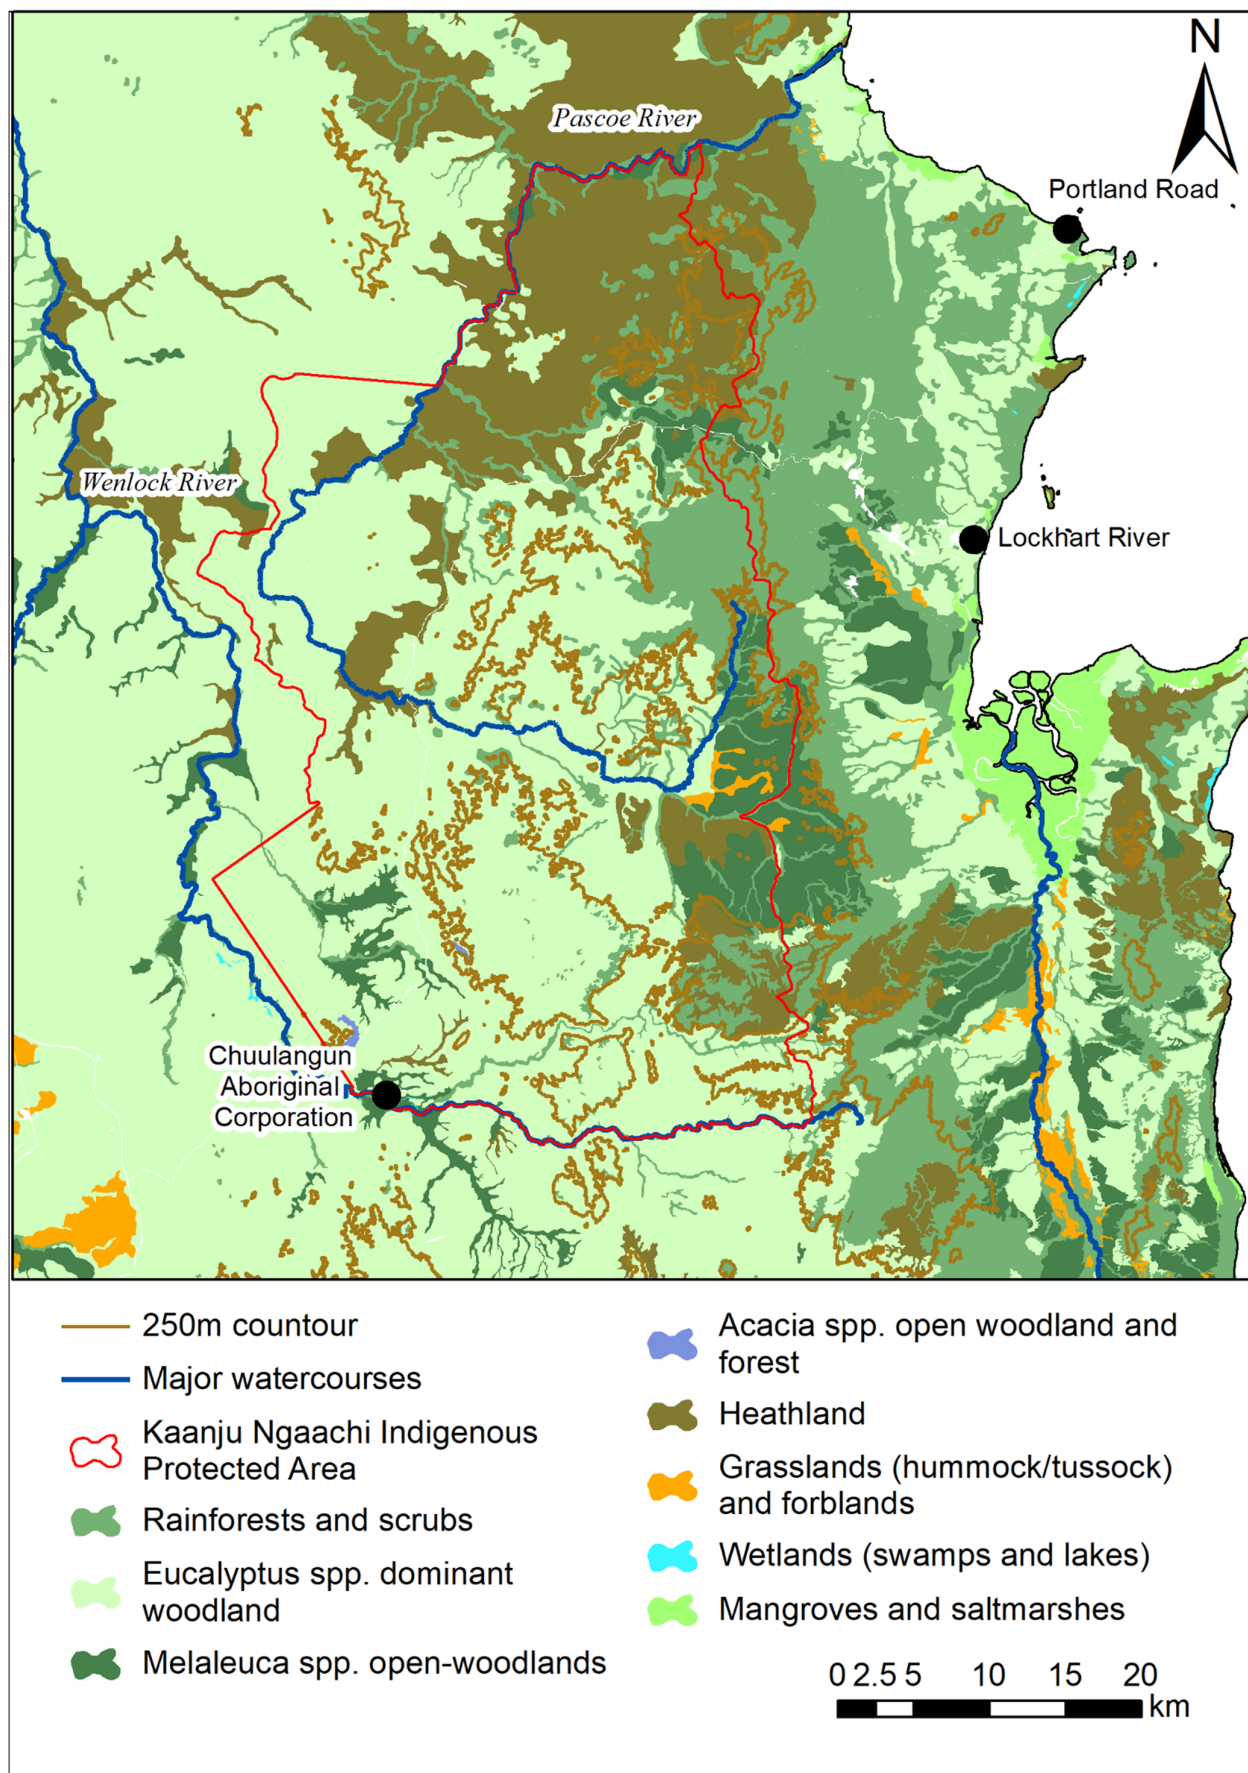 N
Pascoe River
Portland Road
Wenlock River
Lockhart River
Chuulangun
Aboriginal
Corporation
250m countour
Major watercourses
Kaanju Ngaachi Indigenous
Protected Area
Rainforests and scrubs
Eucalyptus spp. dominant
woodland
Melaleuca spp. open-woodlands
Acacia spp. open woodland and
forest
Heathland
Grasslands (hummock/tussock)
and forblands
Wetlands (swamps and lakes)
Mangroves and saltmarshes
0 2.5 5 10 15 20
km